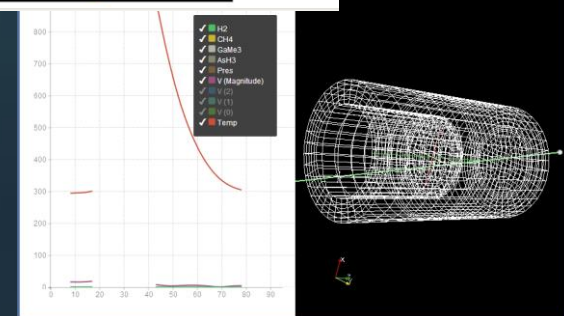 800
700
600
500
400
300
200
100
0
0 10 20 30 40 50 60 70 80 90
✓ H2
✓ CH4
✓ GaMe3
✓ AsH3
✓ Pres
✓ V (Magnitude)
✓ V (2)
✓ V (1)
✓ V (0)
✓ Temp
X